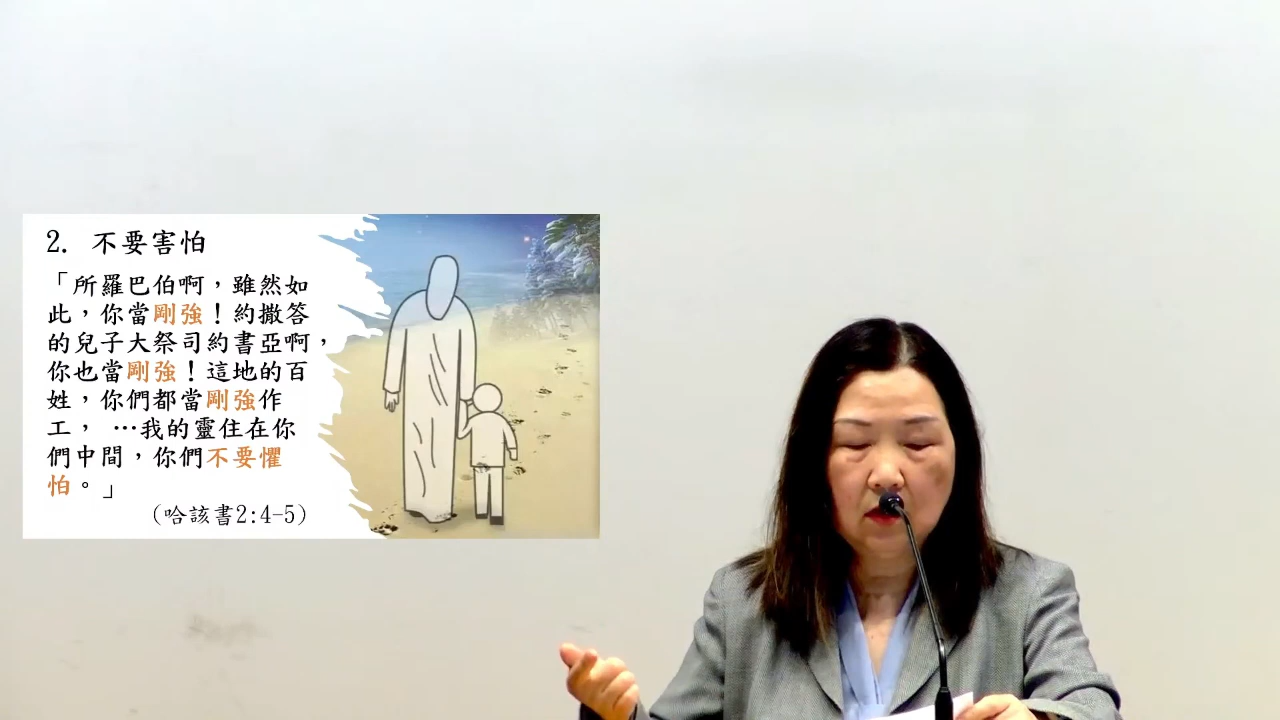 2. 不要害怕
「所羅巴伯啊，雖然如
此，你當剛強！約撒答
的兒子大祭司約書亞啊，
你也當剛強！這地的百
姓，你們都當剛強作
工， …我的靈住在你
們中間，你們不要懼
怕。」
(哈該書2:4-5)